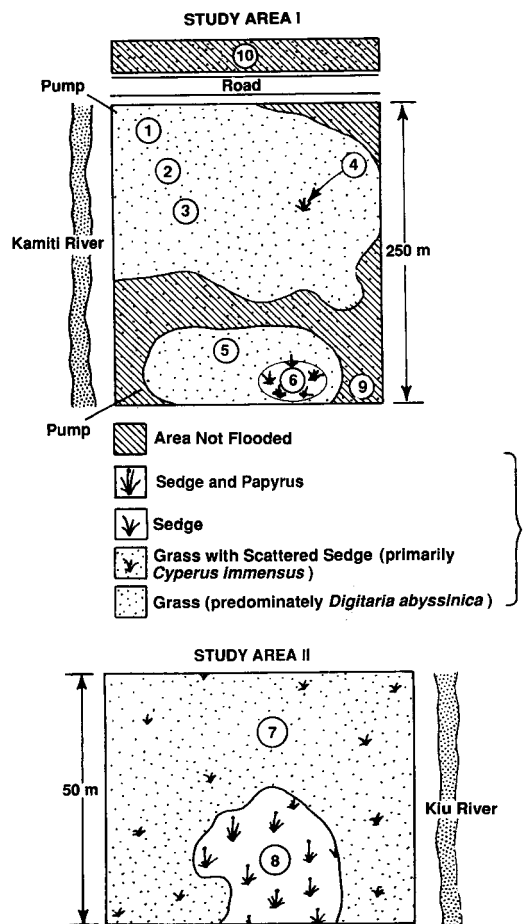 STUDY AREA I
10
Road
Pump
1
2
3
4
Kamiti River
250 m
5
6
9
Pump
Area Not Flooded
Sedge and Papyrus
Sedge
Grass with Scattered Sedge (primarily
Cyperus immensus)
Grass (predominately Digitaria abyssinica)
STUDY AREA II
7
50 m
Kiu River
8